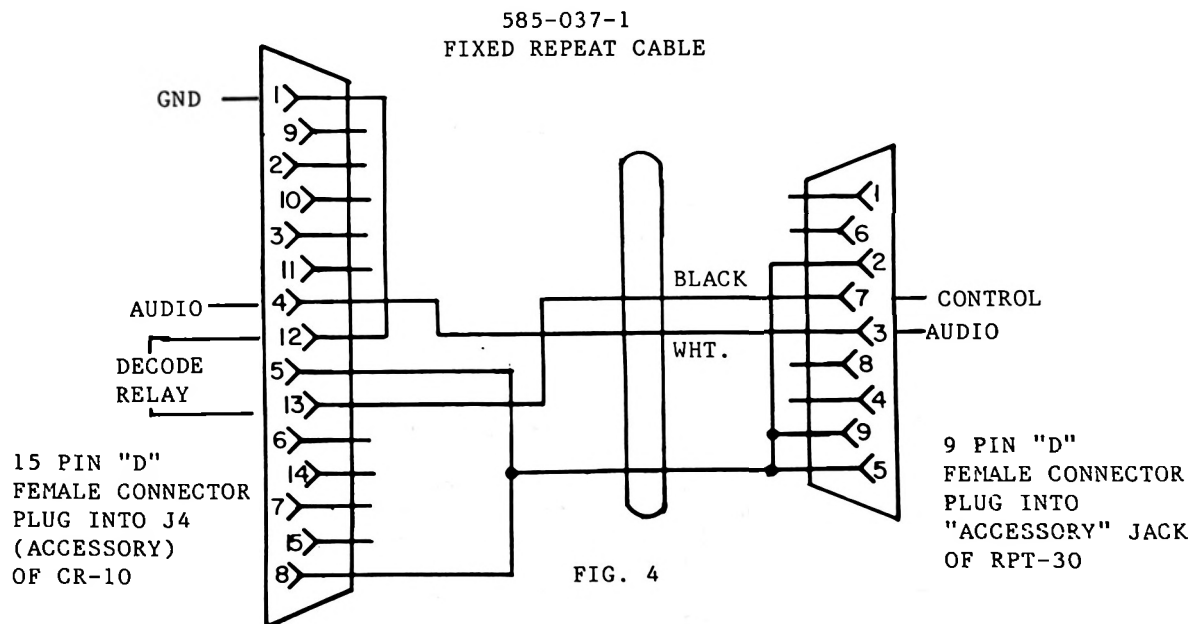 585-037-1
FIXED REPEAT CABLE
GND
1
9
2
10
3
11
AUDIO
4
12
DECODE
RELAY
5
13
6
14
7
15
8
15 PIN "D"
FEMALE CONNECTOR
PLUG INTO J4
(ACCESSORY)
OF CR-10
BLACK
WHT.
1
6
2
7
CONTROL
3
AUDIO
8
4
9
5
9 PIN "D"
FEMALE CONNECTOR
PLUG INTO
"ACCESSORY" JACK
OF RPT-30
FIG. 4